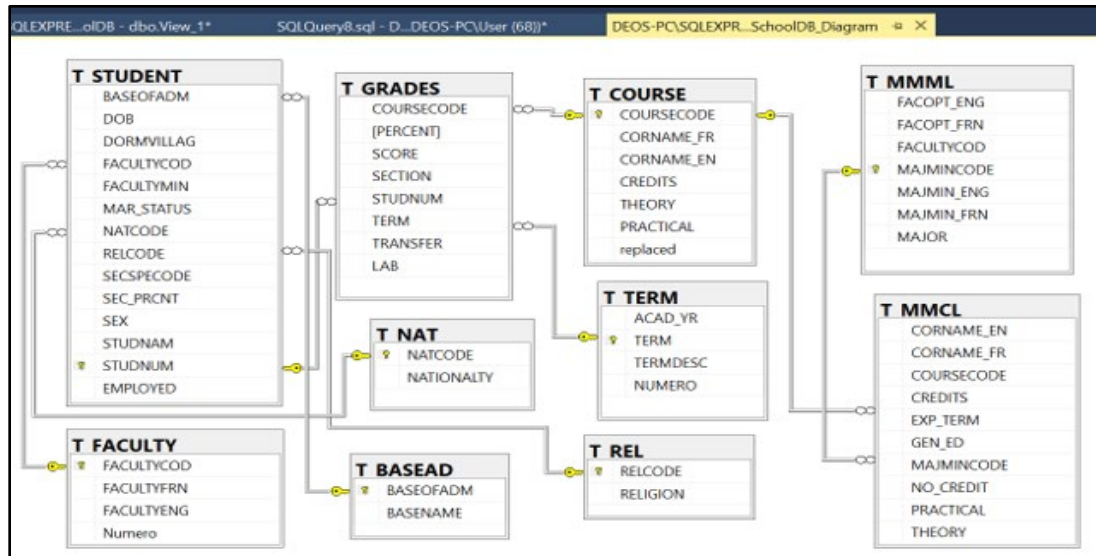 QLEXPRE...olDB - dbo.View_1*
SQLQuery8.sql - D...DEOS-PC\User (68))*
DEOS-PC\SQLEXPR...SchoolDB_Diagram
T STUDENT
BASEOFADM
DOB
DORMVILLAG
FACULTYCOD
FACULTYMIN
MAR_STATUS
NATCODE
RELCODE
SECSPECODE
SEC_PRCNT
SEX
STUDNAM
STUDNUM
EMPLOYED
T GRADES
COURSECODE
[PERCENT]
SCORE
SECTION
STUDNUM
TERM
TRANSFER
LAB
T COURSE
COURSECODE
CORNAME_FR
CORNAME_EN
CREDITS
THEORY
PRACTICAL
replaced
T MMML
FACOPT_ENG
FACOPT_FRN
FACULTYCOD
MAJMINCODE
MAJMIN_ENG
MAJMIN_FRN
MAJOR
T NAT
NATCODE
NATIONALTY
T TERM
ACAD_YR
TERM
TERMDESC
NUMERO
T MMCL
CORNAME_EN
CORNAME_FR
COURSECODE
CREDITS
EXP_TERM
GEN_ED
MAJMINCODE
NO_CREDIT
PRACTICAL
THEORY
T FACULTY
FACULTYCOD
FACULTYFRN
FACULTYENG
Numero
T BASEAD
BASEOFADM
BASENAME
T REL
RELCODE
RELIGION